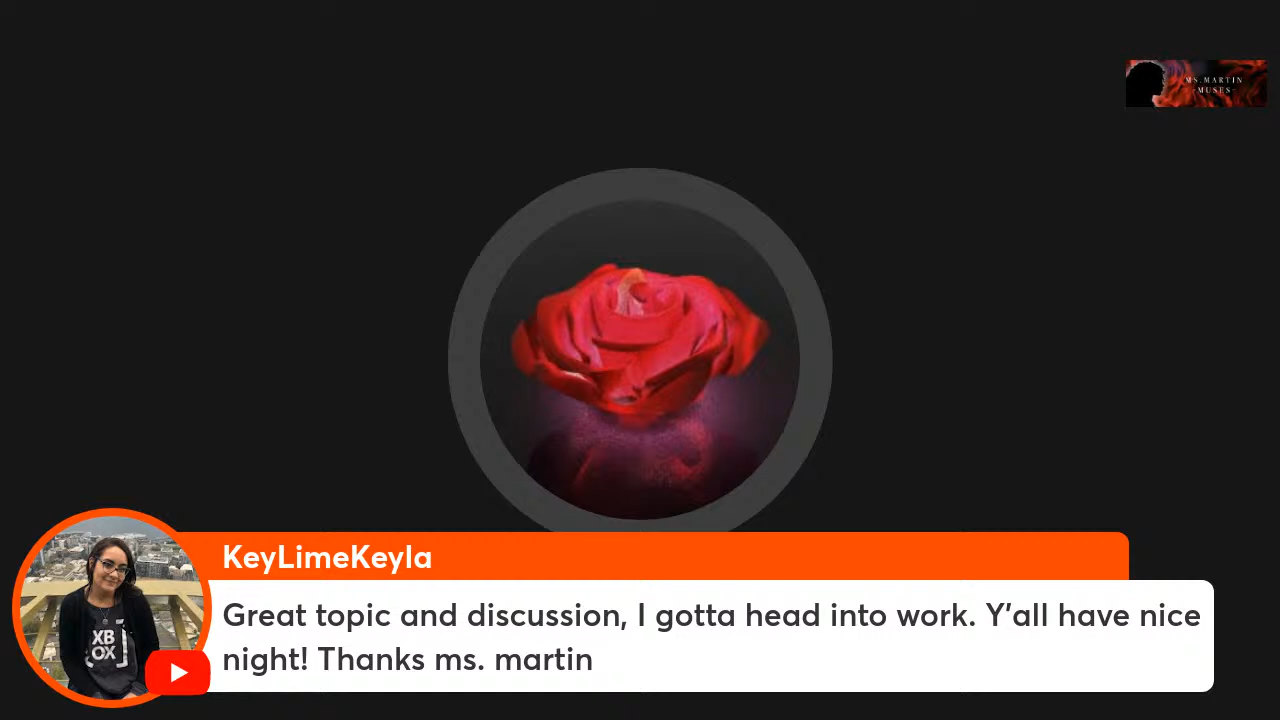 MS. MARTIN
-MUSES-
KeyLimeKeyla
Great topic and discussion, I gotta head into work. Y'all have nice
night! Thanks ms. martin
XB
OX